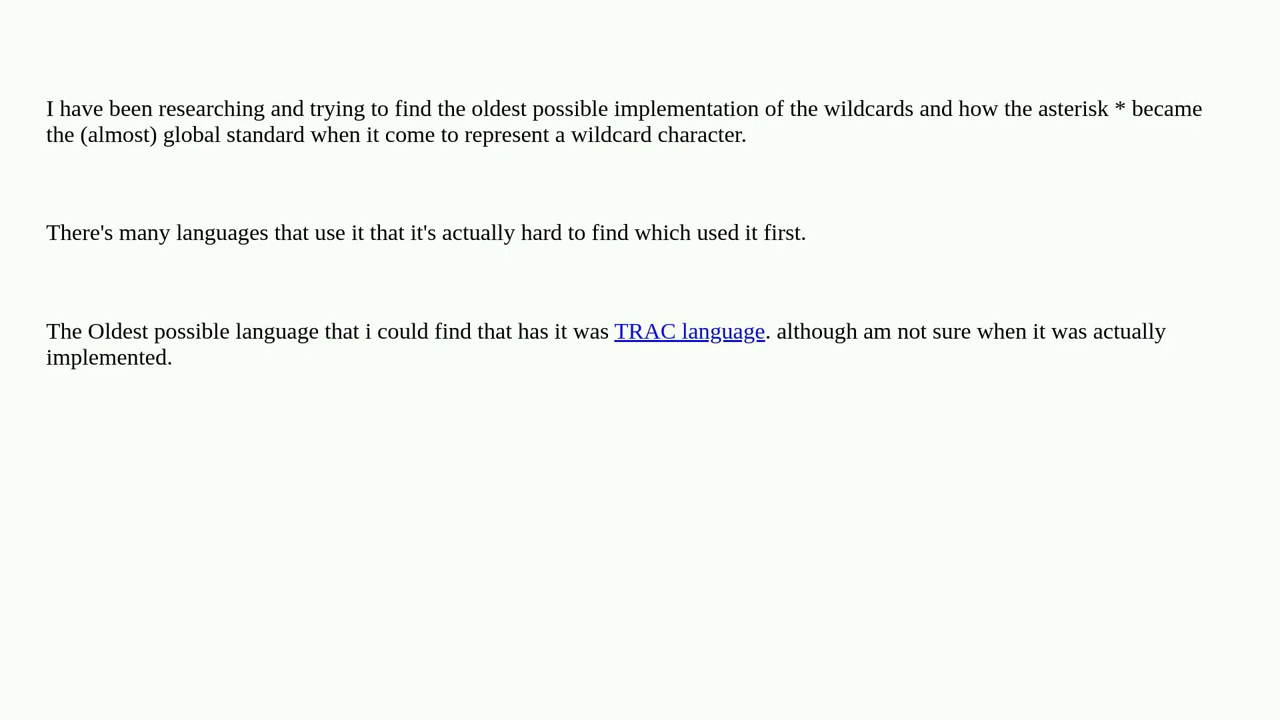 I have been researching and trying to find the oldest possible implementation of the wildcards and how the asterisk * became
the (almost) global standard when it come to represent a wildcard character.
There's many languages that use it that it's actually hard to find which used it first.
The Oldest possible language that i could find that has it was TRAC language. although am not sure when it was actually
implemented.